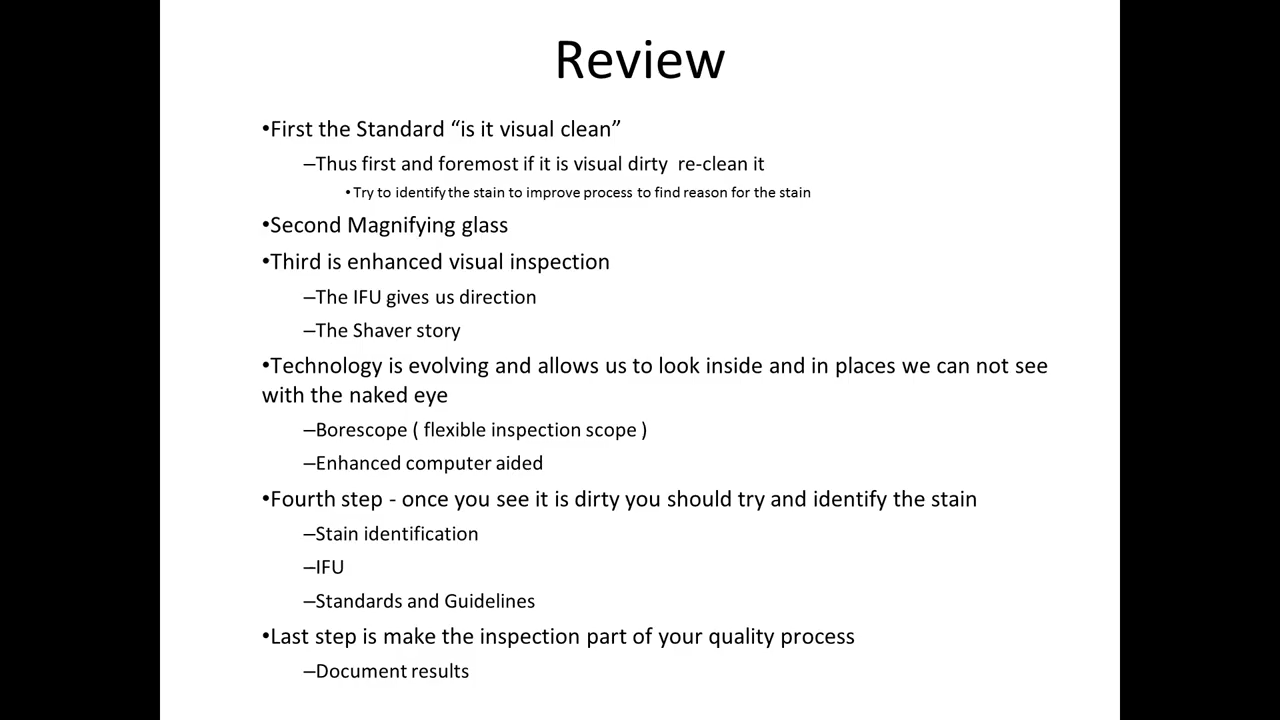 Review
•First the Standard “is it visual clean”
–Thus first and foremost if it is visual dirty  re-clean it
•Try to identify the stain to improve process to find reason for the stain
•Second Magnifying glass
•Third is enhanced visual inspection
–The IFU gives us direction
–The Shaver story
•Technology is evolving and allows us to look inside and in places we can not see
with the naked eye
–Borescope ( flexible inspection scope )
–Enhanced computer aided
•Fourth step - once you see it is dirty you should try and identify the stain
–Stain identification
–IFU
–Standards and Guidelines
•Last step is make the inspection part of your quality process
–Document results